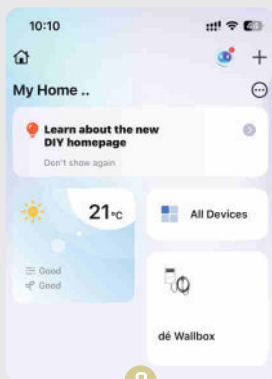 10:10
My Home ..
Learn about the new
DIY homepage
Don't show again
21°C
All Devices
Good
Good
dé Wallbox